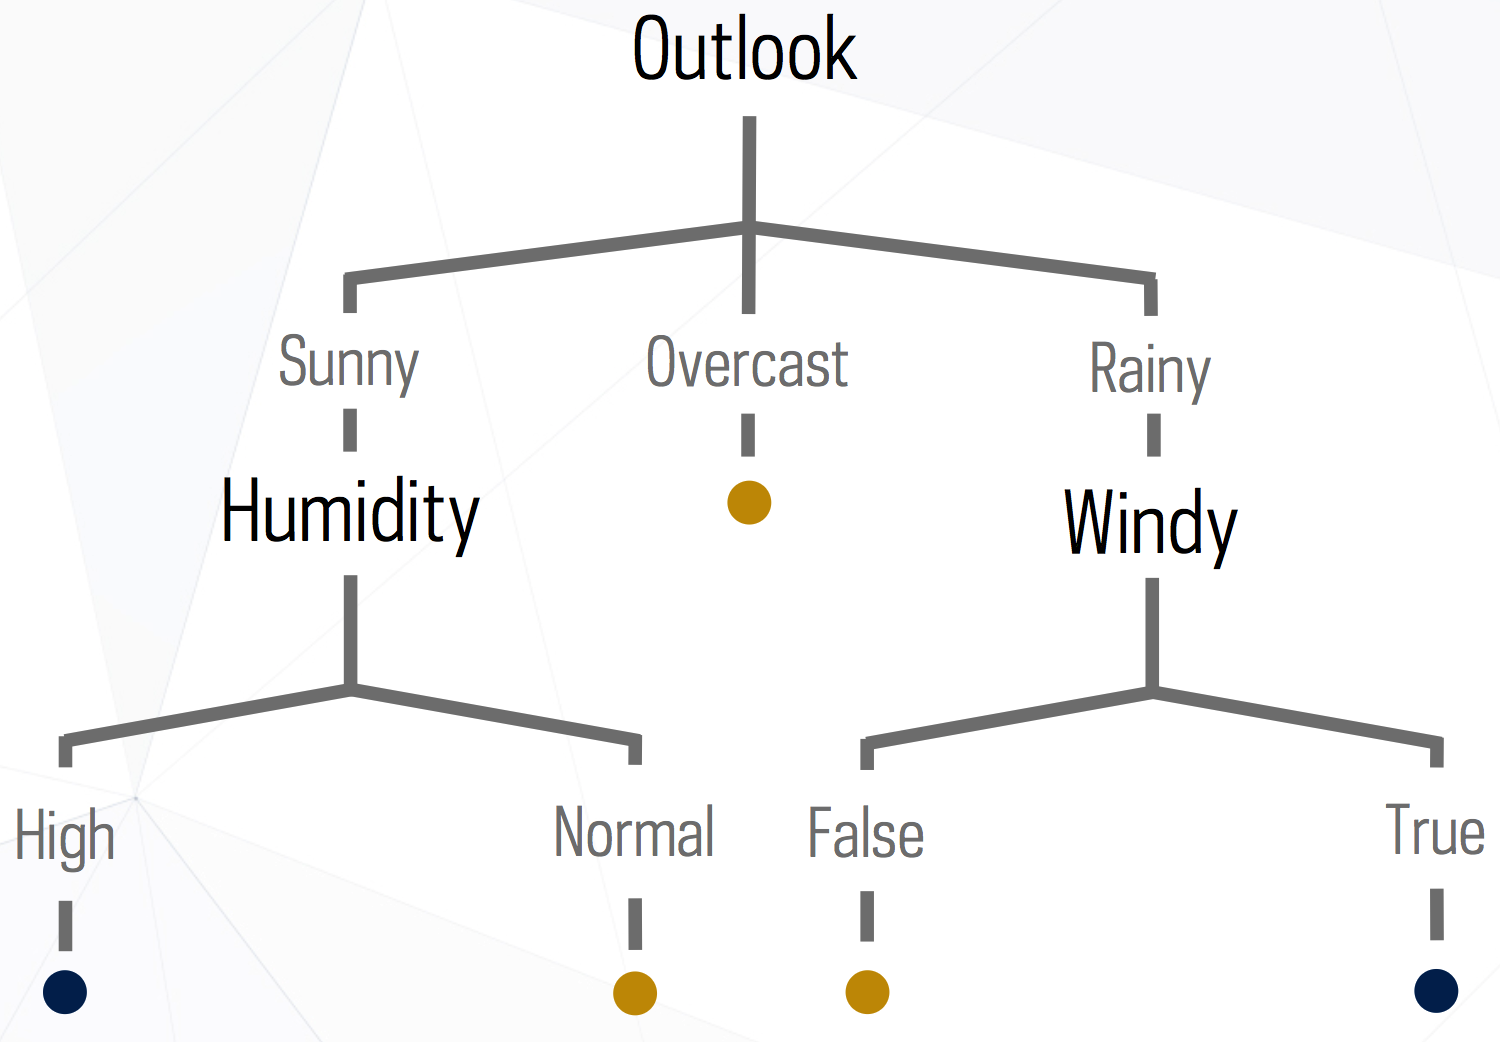 Outlook
Sunny
Overcast
Rainy
Humidity
Windy
High
Normal
False
True